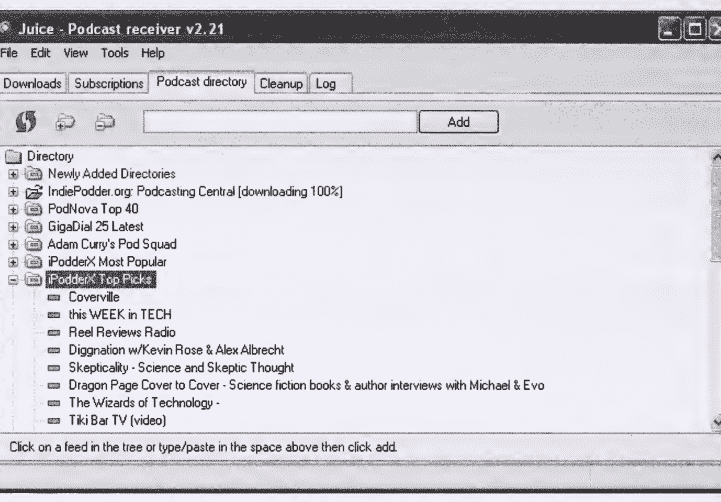 Juice - Podcast receiver v2.21
File Edit View Tools Help
Downloads Subscriptions Podcast directory Cleanup Log
Add
Directory
Newly Added Directories
IndiePodder.org: Podcasting Central [downloading 100%]
PodNova Top 40
GigaDial 25 Latest
Adam Curry's Pod Squad
iPodderX Most Popular
iPodderX Top Picks
Coverville
this WEEK in TECH
Reel Reviews Radio
Diggnation w/Kevin Rose & Alex Albrecht
Skepticality - Science and Skeptic Thought
Dragon Page Cover to Cover - Science fiction books & author interviews with Michael & Evo
The Wizards of Technology -
Tiki Bar TV (video)
Click on a feed in the tree or type/paste in the space above then click add.